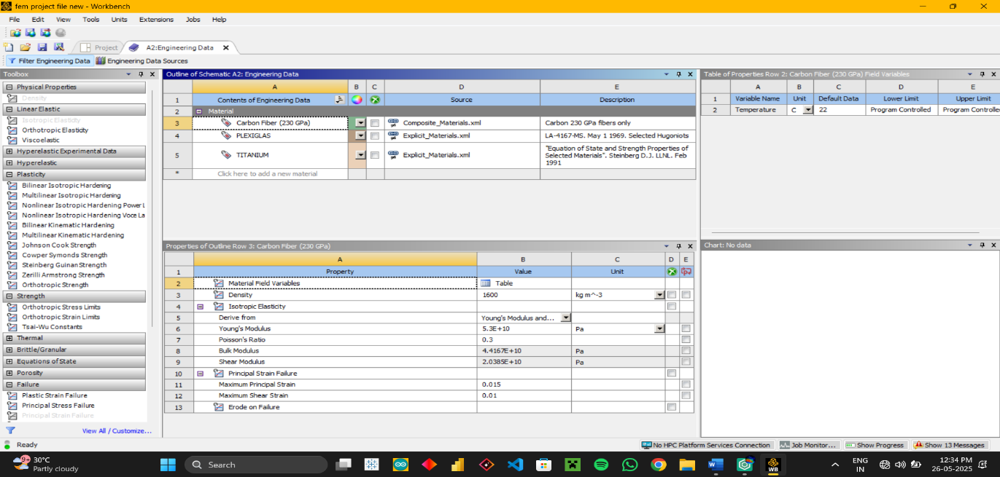 fem project file new - Workbench
File Edit View Tools Units Extensions Jobs Help
Project A2:Engineering Data
Filter Engineering Data Engineering Data Sources
Toolbox
Physical Properties
Density
Linear Elastic
Isotropic Elasticity
Orthotropic Elasticity
Viscoelastic
Hyperelastic Experimental Data
Hyperelastic
Plasticity
Bilinear Isotropic Hardening
Multilinear Isotropic Hardening
Nonlinear Isotropic Hardening Power L
Nonlinear Isotropic Hardening Voce La
Bilinear Kinematic Hardening
Multilinear Kinematic Hardening
Johnson Cook Strength
Cowper Symonds Strength
Steinberg Guinan Strength
Zerilli Armstrong Strength
Orthotropic Strength
Strength
Orthotropic Stress Limits
Orthotropic Strain Limits
Tsai-Wu Constants
Thermal
Brittle/Granular
Equations of State
Porosity
Failure
Plastic Strain Failure
Principal Stress Failure
Principal Strain Failure
View All / Customize...
Outline of Schematic A2: Engineering Data
A B C D E
1 Contents of Engineering Data Source Description
2 Material
3 Carbon Fiber (230 GPa) Composite_Materials.xml Carbon 230 GPa fibers only
4 PLEXIGLAS Explicit_Materials.xml LA-4167-MS. May 1 1969. Selected Hugoniots
5 TITANIUM Explicit_Materials.xml "Equation of State and Strength Properties of
Selected Materials". Steinberg D.J. LLNL. Feb
1991
* Click here to add a new material
Properties of Outline Row 3: Carbon Fiber (230 GPa)
A B C D E
1 Property Value Unit
2 Material Field Variables Table
3 Density 1600 kg m^-3
4 Isotropic Elasticity
5 Derive from Young's Modulus and...
6 Young's Modulus 5.3E+10 Pa
7 Poisson's Ratio 0.3
8 Bulk Modulus 4.4167E+10 Pa
9 Shear Modulus 2.0385E+10 Pa
10 Principal Strain Failure
11 Maximum Principal Strain 0.015
12 Maximum Shear Strain 0.01
13 Erode on Failure
Table of Properties Row 2: Carbon Fiber (230 GPa) Field Variables
A B C D E
1 Variable Name Unit Default Data Lower Limit Upper Limit
2 Temperature C 22 Program Controlled Program Controlle
Chart: No data
Ready No HPC Platform Services Connection Job Monitor... Show Progress Show 13 Messages
9+ 30°C
Partly cloudy
Search
WB
ENG
IN
12:34 PM
26-05-2025